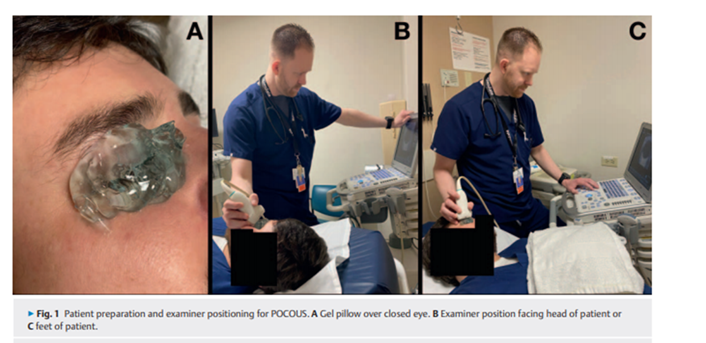 A
B
C
▶ Fig. 1 Patient preparation and examiner positioning for POCOUS. A Gel pillow over closed eye. B Examiner position facing head of patient or
C feet of patient.